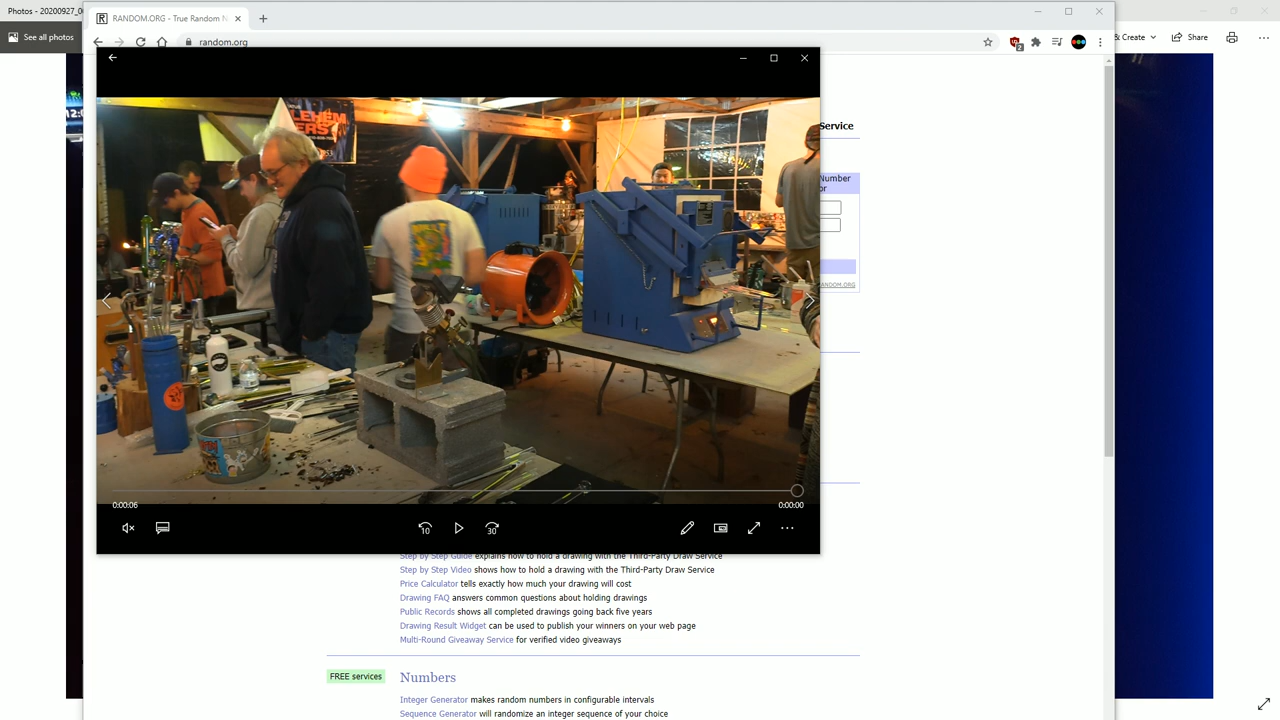 Photos - 20200927_0
RANDOM.ORG - True Random N
See all photos
random.org
2
& Create
Share
Service
Number
or
RANDOM.ORG
0:00:06
0:00:00
10
30
Step by Step Guide explains how to hold a drawing with the Third-Party Draw Service
Step by Step Video shows how to hold a drawing with the Third-Party Draw Service
Price Calculator tells exactly how much your drawing will cost
Drawing FAQ answers common questions about holding drawings
Public Records shows all completed drawings going back five years
Drawing Result Widget can be used to publish your winners on your web page
Multi-Round Giveaway Service for verified video giveaways
FREE services
Numbers
Integer Generator makes random numbers in configurable intervals
Sequence Generator will randomize an integer sequence of your choice